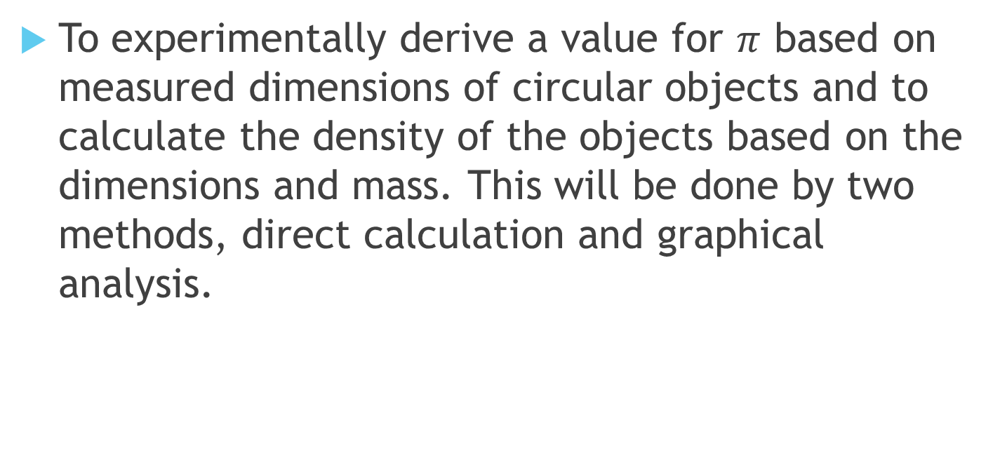 To experimentally derive a value for π based on
measured dimensions of circular objects and to
calculate the density of the objects based on the
dimensions and mass. This will be done by two
methods, direct calculation and graphical
analysis.